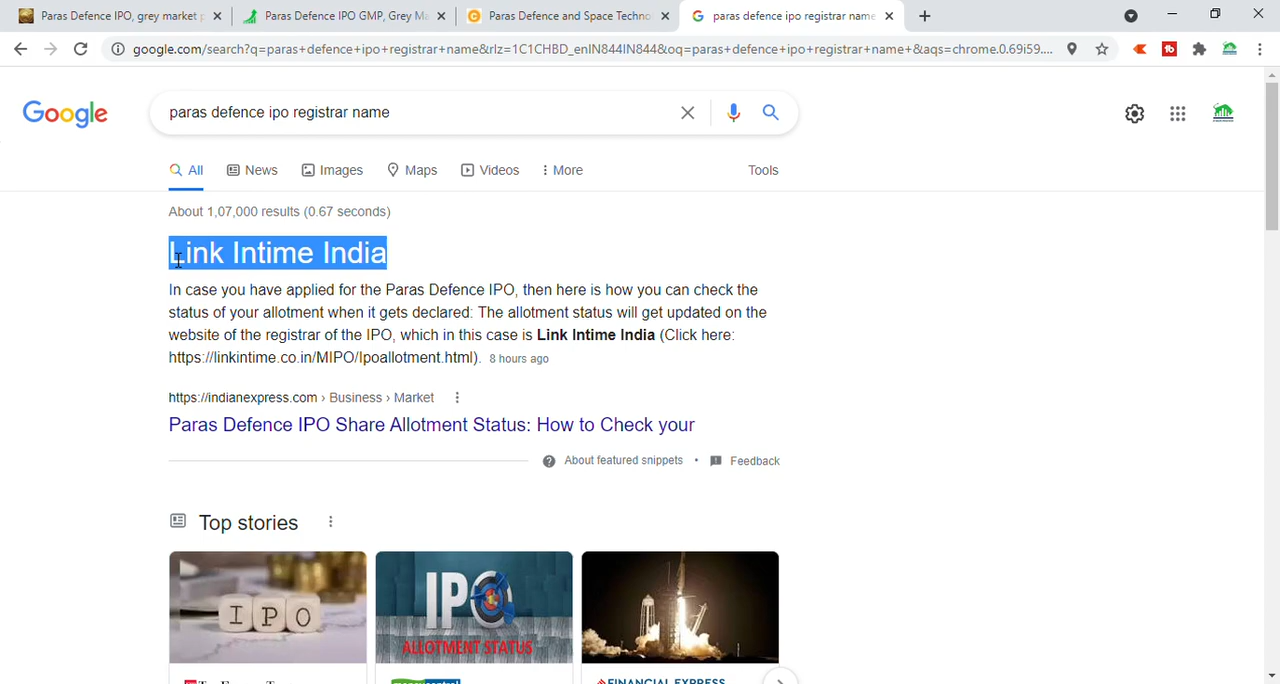 Paras Defence IPO, grey market p
Paras Defence IPO GMP, Grey Ma
Paras Defence and Space Techno
paras defence ipo registrar name
google.com/search?q=paras+defence+ipo+registrar+name&rlz=1C1CHBD_enIN844IN844&oq=paras+defence+ipo+registrar+name+&aqs=chrome.0.69i59....
Google
paras defence ipo registrar name
All News Images Maps Videos More Tools
About 1,07,000 results (0.67 seconds)
Link Intime India
In case you have applied for the Paras Defence IPO, then here is how you can check the
status of your allotment when it gets declared: The allotment status will get updated on the
website of the registrar of the IPO, which in this case is Link Intime India (Click here:
https://linkintime.co.in/MIPO/Ipoallotment.html). 8 hours ago
https://indianexpress.com › Business › Market
Paras Defence IPO Share Allotment Status: How to Check your
About featured snippets • Feedback
Top stories
IPO
IPO
ALLOTMENT STATUS
FINANCIAL EXPRESS